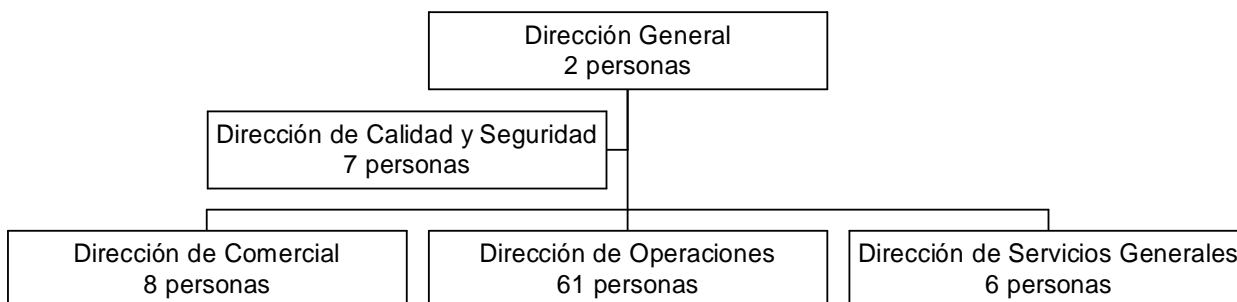 Dirección General
2 personas
Dirección de Calidad y Seguridad
7 personas
Dirección de Comercial
8 personas
Dirección de Operaciones
61 personas
Dirección de Servicios Generales
6 personas